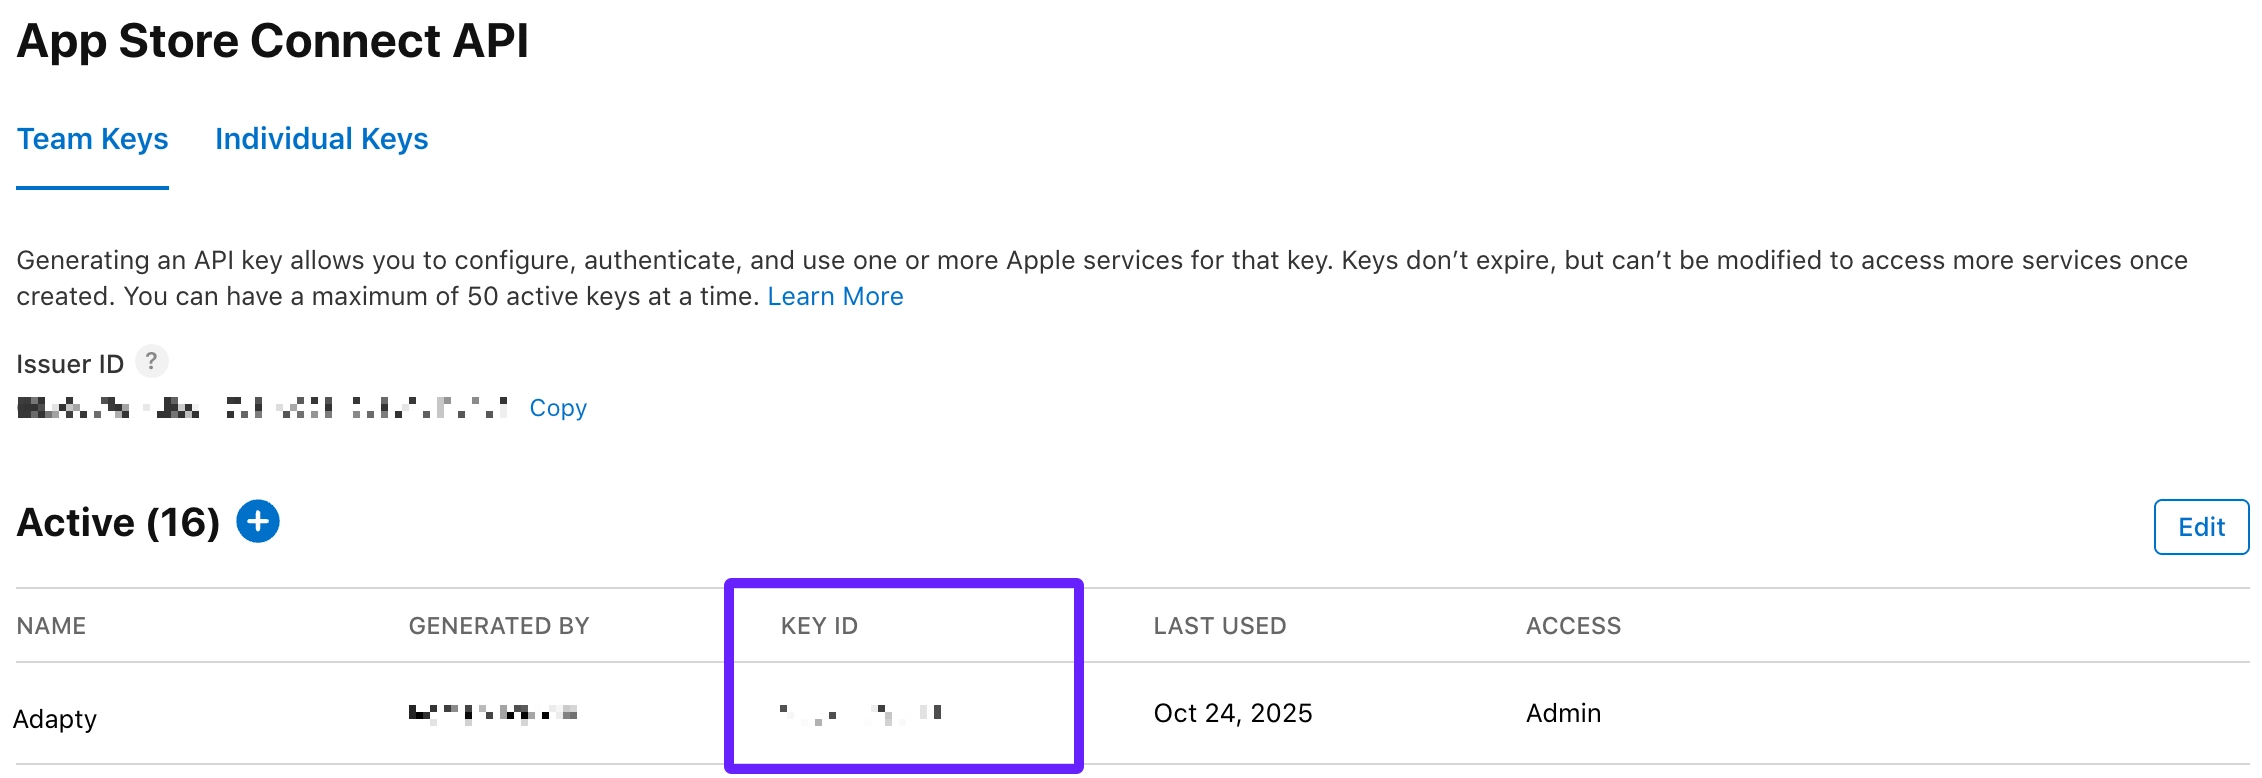 App Store Connect API
Team Keys Individual Keys
Generating an API key allows you to configure, authenticate, and use one or more Apple services for that key. Keys don’t expire, but can’t be modified to access more services once
created. You can have a maximum of 50 active keys at a time. Learn More
Issuer ID ?
Copy
Active (16) +
Edit
NAME GENERATED BY KEY ID LAST USED ACCESS
Adapty Oct 24, 2025 Admin